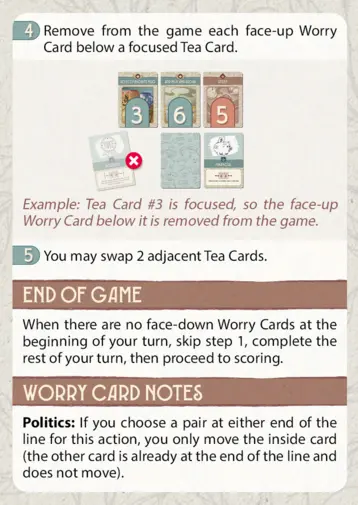 4 Remove from the game each face-up Worry
Card below a focused Tea Card.
3 6 5
Example: Tea Card #3 is focused, so the face-up
Worry Card below it is removed from the game.
5 You may swap 2 adjacent Tea Cards.
END OF GAME
When there are no face-down Worry Cards at the
beginning of your turn, skip step 1, complete the
rest of your turn, then proceed to scoring.
WORRY CARD NOTES
Politics: If you choose a pair at either end of the
line for this action, you only move the inside card
(the other card is already at the end of the line and
does not move).